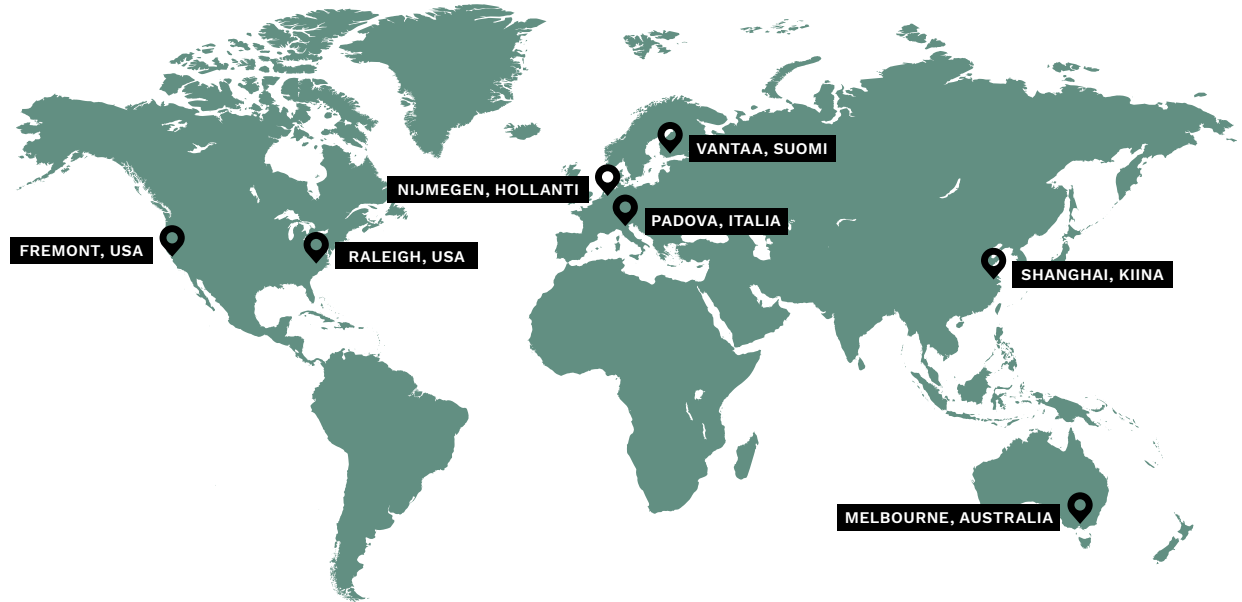 VANTAA, SUOMI
NIJMEGEN, HOLLANTI
PADOVA, ITALIA
FREMONT, USA
RALEIGH, USA
SHANGHAI, KIINA
MELBOURNE, AUSTRALIA